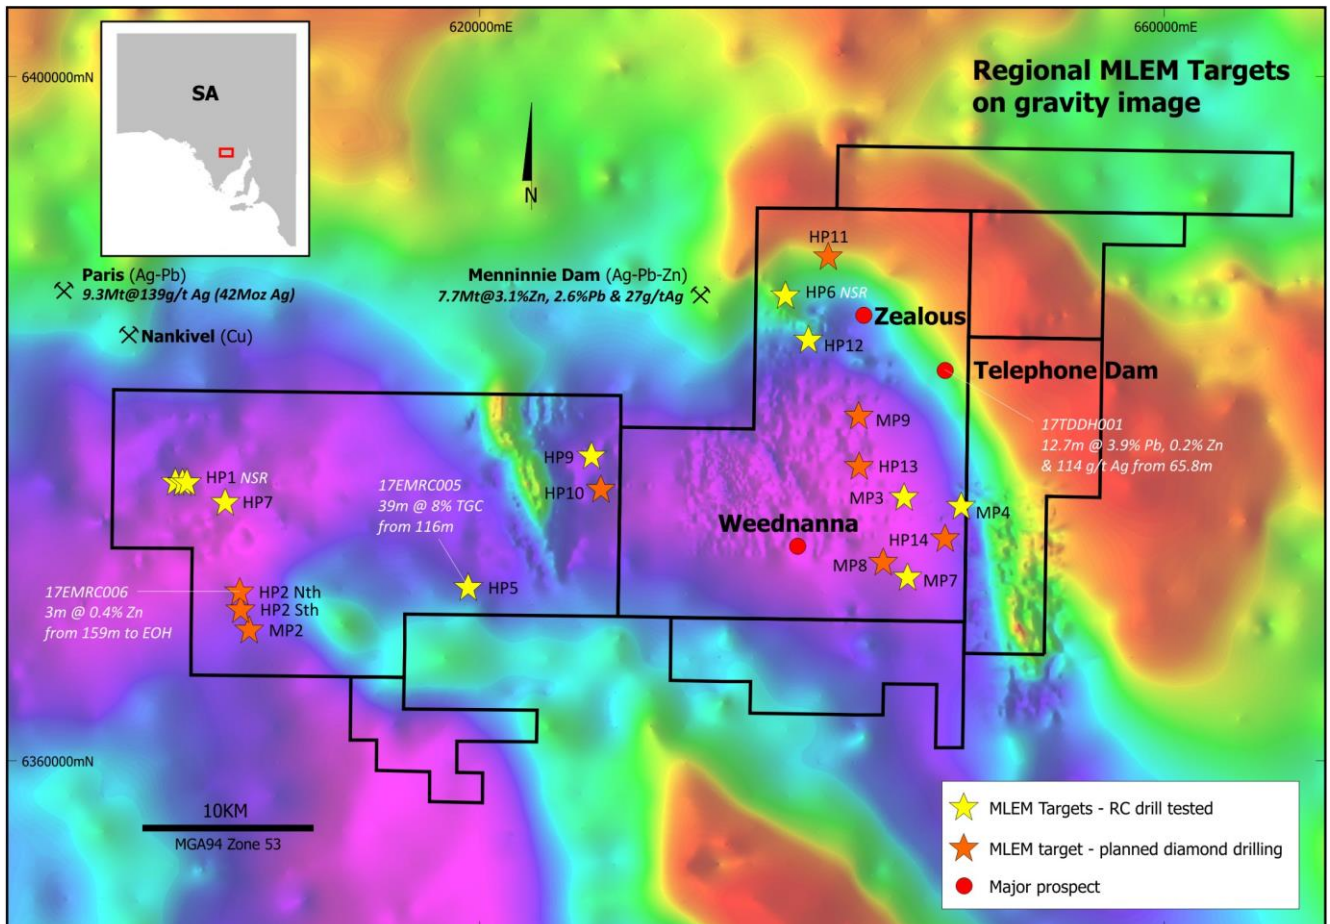 620000mE
660000mE
6400000mN
Regional MLEM Targets
on gravity image
SA
N
Paris (Ag-Pb)
9.3Mt@139g/t Ag (42Moz Ag)
Nankivel (Cu)
Menninnie Dam (Ag-Pb-Zn)
7.7Mt@3.1%Zn, 2.6%Pb & 27g/tAg
HP11
HP6 NSR
Zealous
HP12
Telephone Dam
17TDDH001
12.7m @ 3.9% Pb, 0.2% Zn
& 114 g/t Ag from 65.8m
MP9
HP9
HP13
HP10
HP1 NSR
HP7
17EMRC005
39m @ 8% TGC
from 116m
MP3
MP4
Weednanna
HP14
MP8
MP7
HP5
17EMRC006
3m @ 0.4% Zn
from 159m to EOH
HP2 Nth
HP2 Sth
MP2
6360000mN
10KM
MGA94 Zone 53
MLEM Targets - RC drill tested
MLEM target - planned diamond drilling
Major prospect